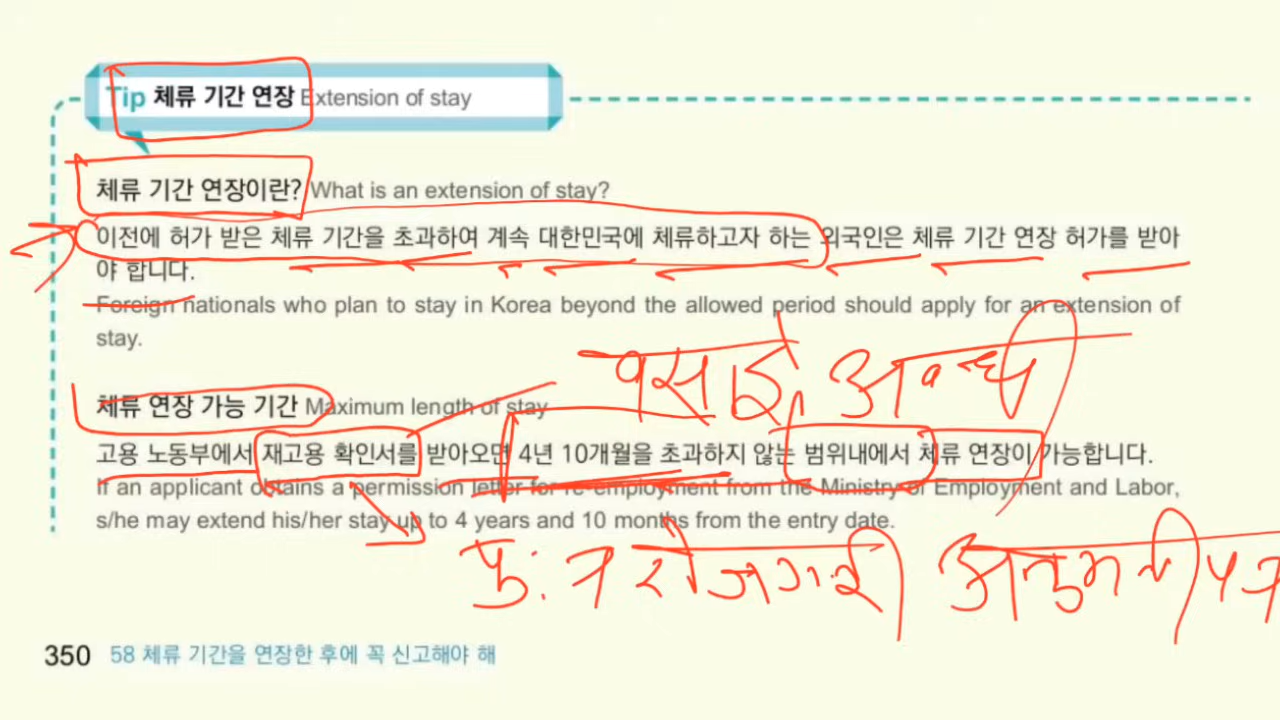 Tip 체류 기간 연장 Extension of stay
체류 기간 연장이란? What is an extension of stay?
이전에 허가 받은 체류 기간을 초과하여 계속 대한민국에 체류하고자 하는 외국인은 체류 기간 연장 허가를 받아
야 합니다.
Foreign nationals who plan to stay in Korea beyond the allowed period should apply for an extension of
stay.
체류 연장 가능 기간 Maximum length of stay
고용 노동부에서 재고용 확인서를 받아오면 4년 10개월을 초과하지 않는 범위내에서 체류 연장이 가능합니다.
If an applicant obtains a permission letter for re-employment from the Ministry of Employment and Labor,
s/he may extend his/her stay up to 4 years and 10 months from the entry date.
350 58 체류 기간을 연장한 후에 꼭 신고해야 해